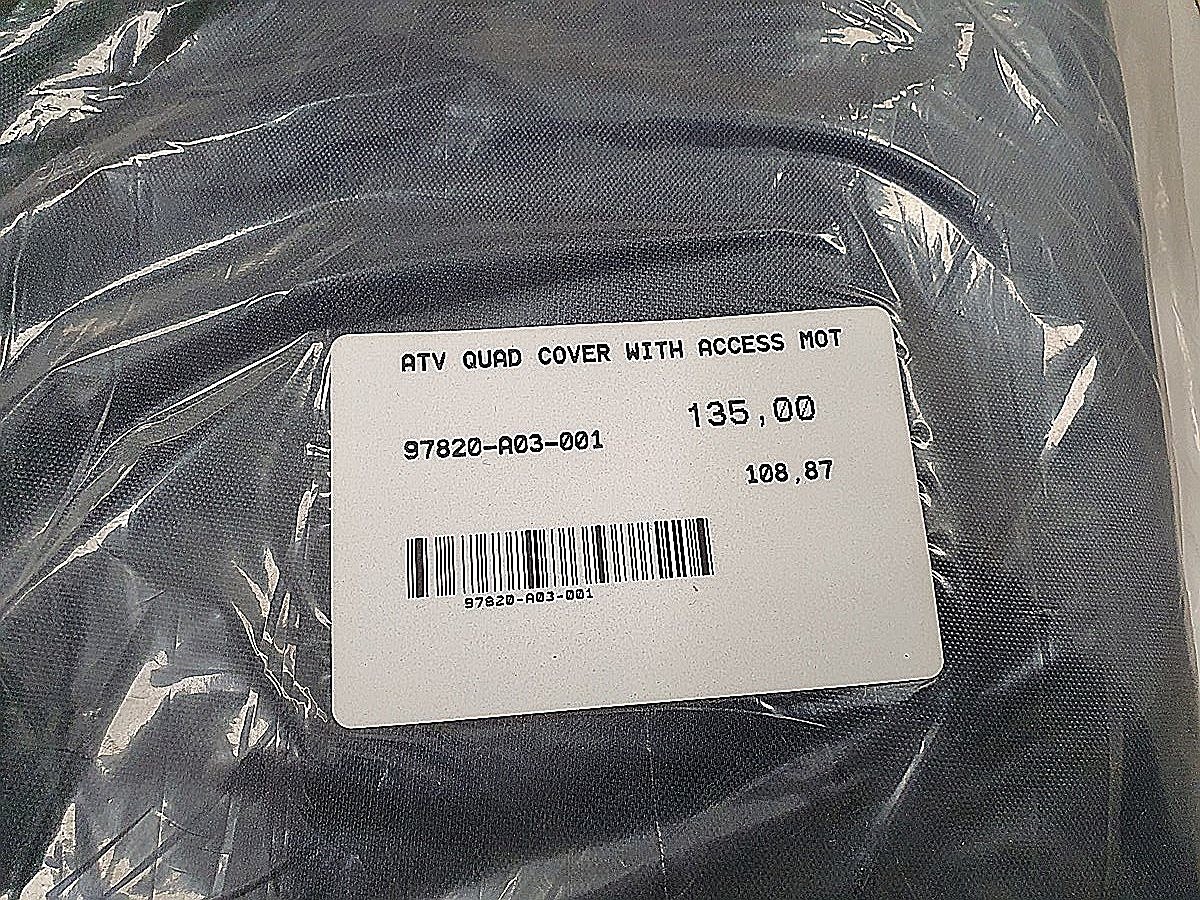 ATV QUAD COVER WITH ACCESS MOT
135,00
97820-A03-001
108,87
97820-A03-001